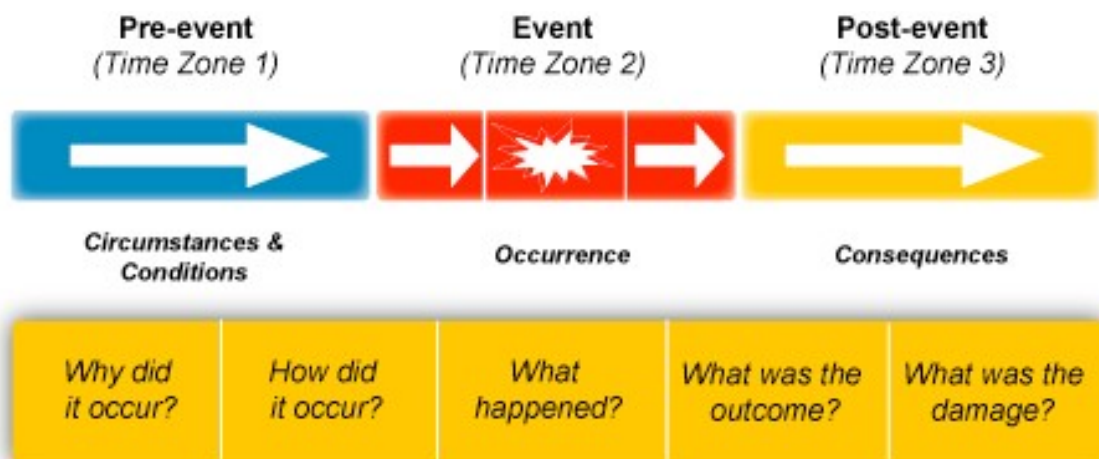 Pre-event
(Time Zone 1)
Event
(Time Zone 2)
Post-event
(Time Zone 3)
Circumstances &
Conditions
Occurrence
Consequences
Why did
it occur?
How did
it occur?
What
happened?
What was the
outcome?
What was the
damage?